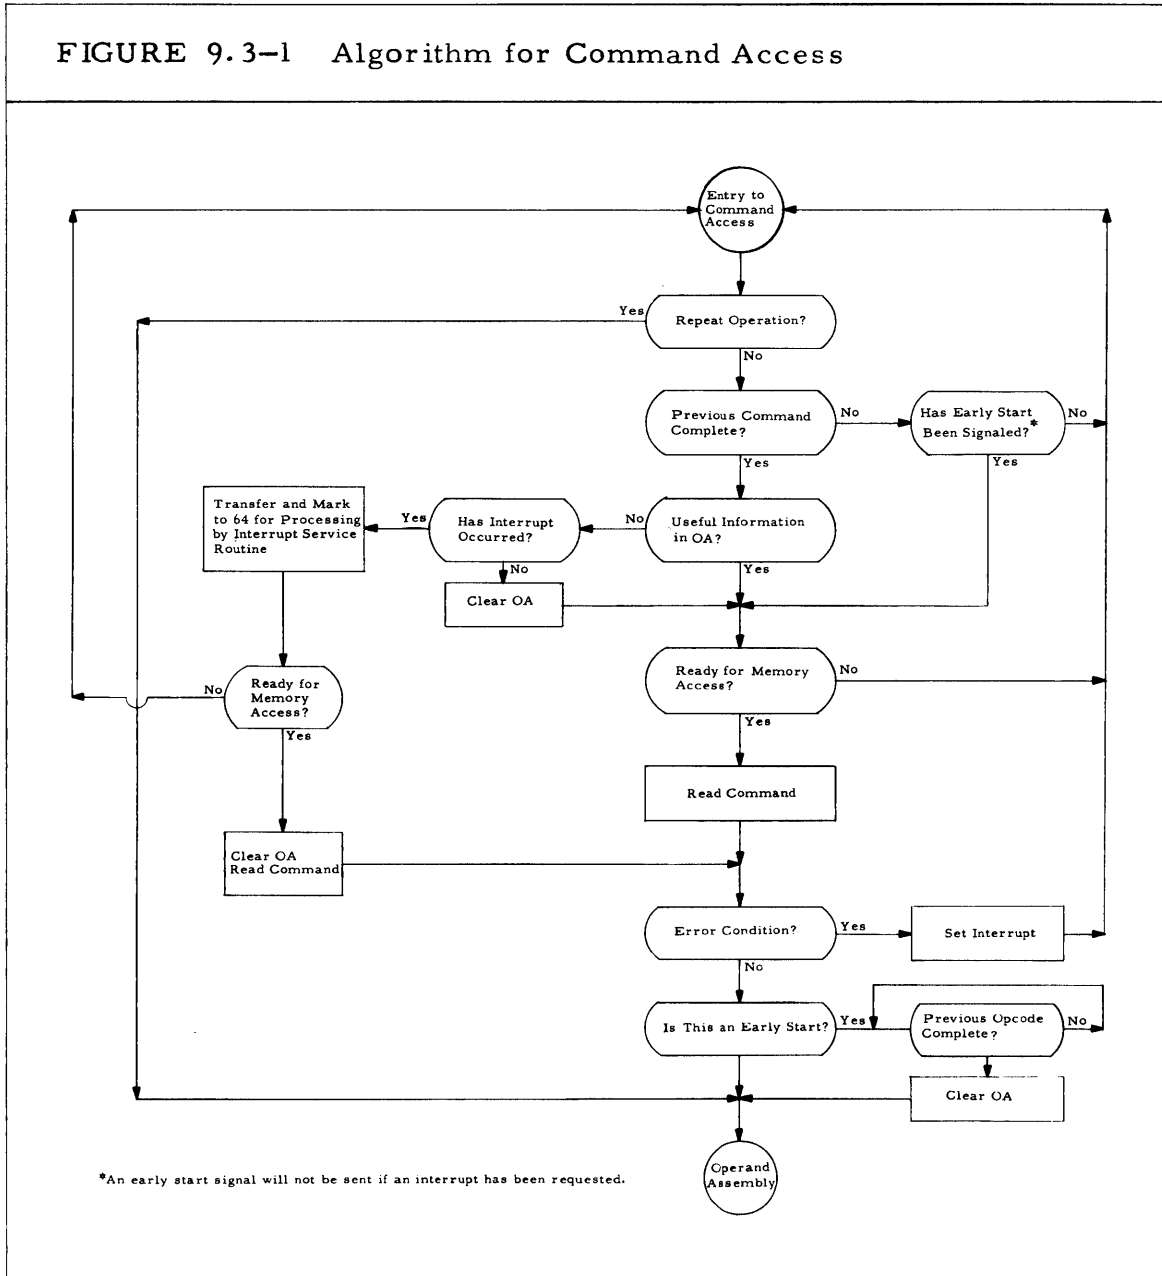 FIGURE 9.3-1 Algorithm for Command Access
Entry to
Command
Access
Yes
Repeat Operation?
No
Previous Command
Complete?
No
Has Early Start
Been Signaled?*
No
Yes
Yes
Transfer and Mark
to 64 for Processing
by Interrupt Service
Routine
Yes
Has Interrupt
Occurred?
No
Useful Information
in OA?
No
Yes
Clear OA
Ready for Memory
Access?
No
Yes
No
Ready for
Memory
Access?
Yes
Read Command
Clear OA
Read Command
Error Condition?
Yes
Set Interrupt
No
Is This an Early Start?
Yes
Previous Opcode
Complete?
No
Clear OA
Operand
Assembly
*An early start signal will not be sent if an interrupt has been requested.